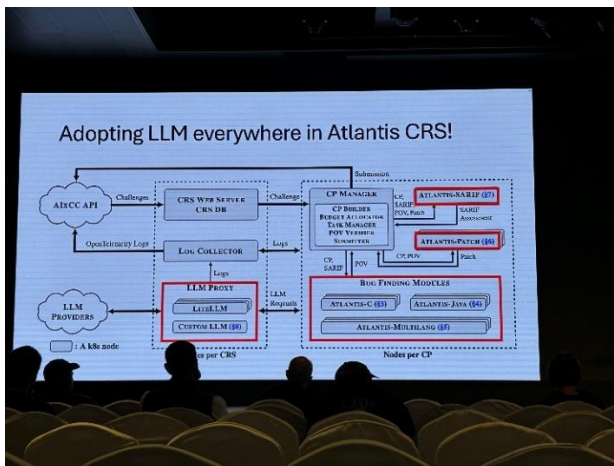 Adopting LLM everywhere in Atlantis CRS!
Submission
AIxCC API
Challenges
CRS Web Server
CRS DB
Challenge
CP Manager
CP Builder
Budget Allocator
Task Manager
POV Verifier
Submitter
CP,
SARIF,
POV, Patch
Atlantis-SARIF (§7)
SARIF
Assessment
Atlantis-Patch (§6)
OpenTelemetry Logs
Log Collector
Logs
CP,
SARIF
POV
CP, POV
Patch
Logs
LLM
Providers
LLM Proxy
LiteLLM
Custom LLM (§8)
LLM
Requests
Bug Finding Modules
Atlantis-C (§3)
Atlantis-Java (§4)
Atlantis-Multilang (§5)
: A k8s node
Nodes per CRS
Nodes per CP